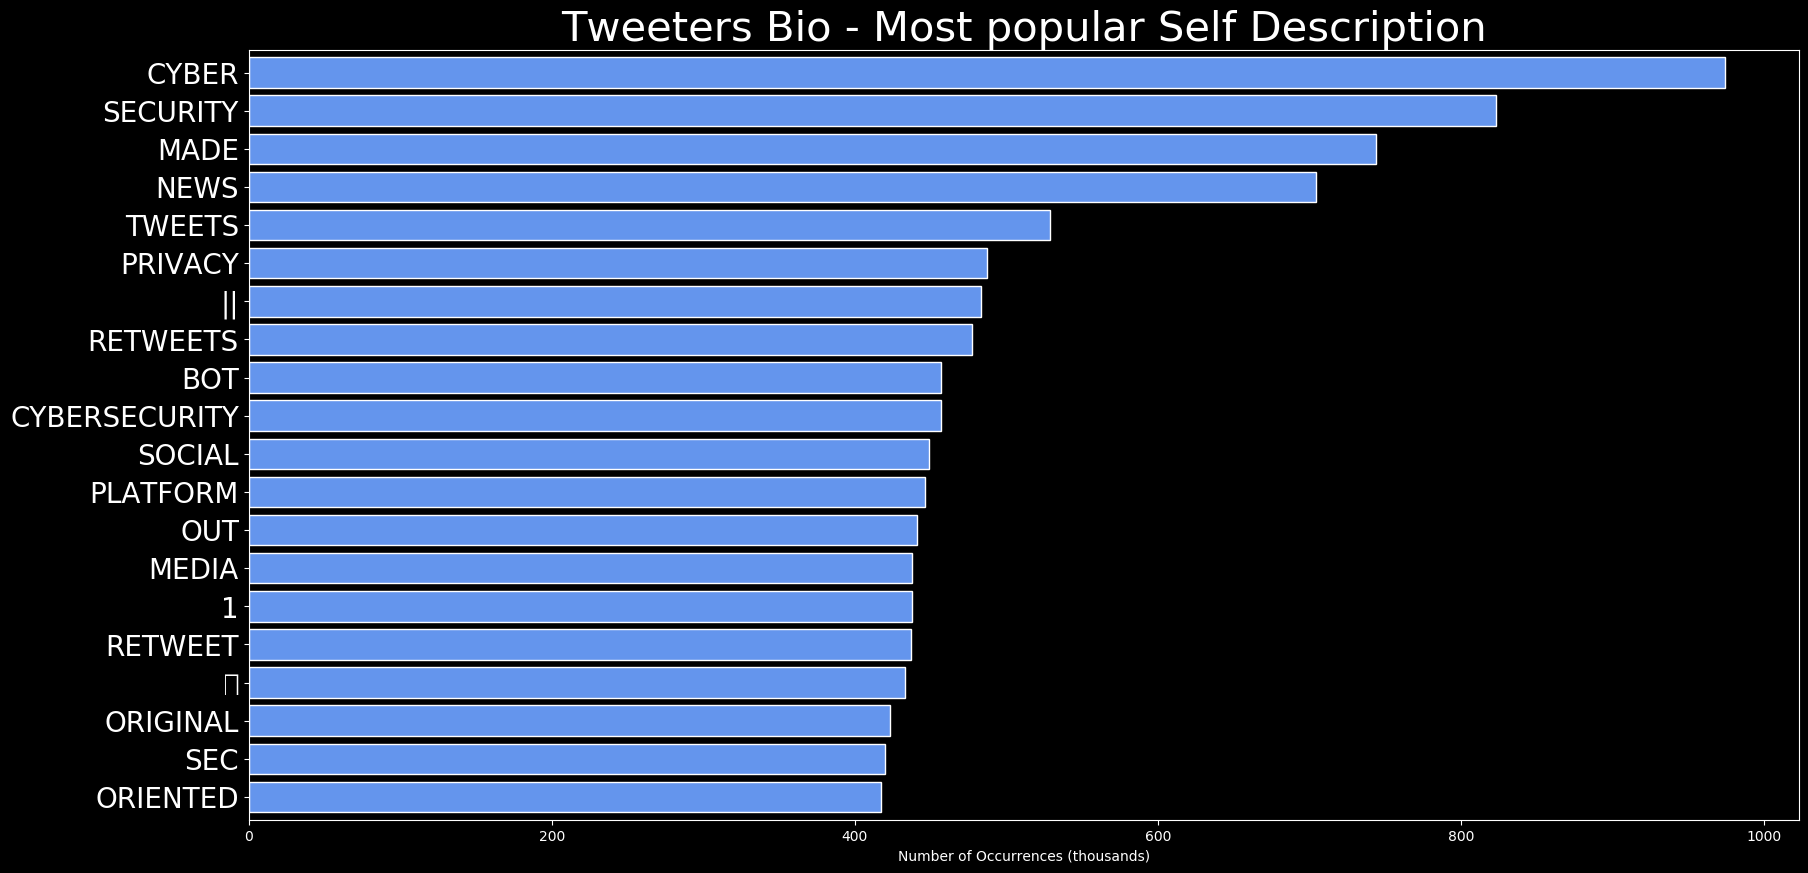 Tweeters Bio - Most popular Self Description
CYBER
SECURITY
MADE
NEWS
TWEETS
PRIVACY
||
RETWEETS
BOT
CYBERSECURITY
SOCIAL
PLATFORM
OUT
MEDIA
1
RETWEET
ORIGINAL
SEC
ORIENTED
0 200 400 600 800 1000
Number of Occurrences (thousands)